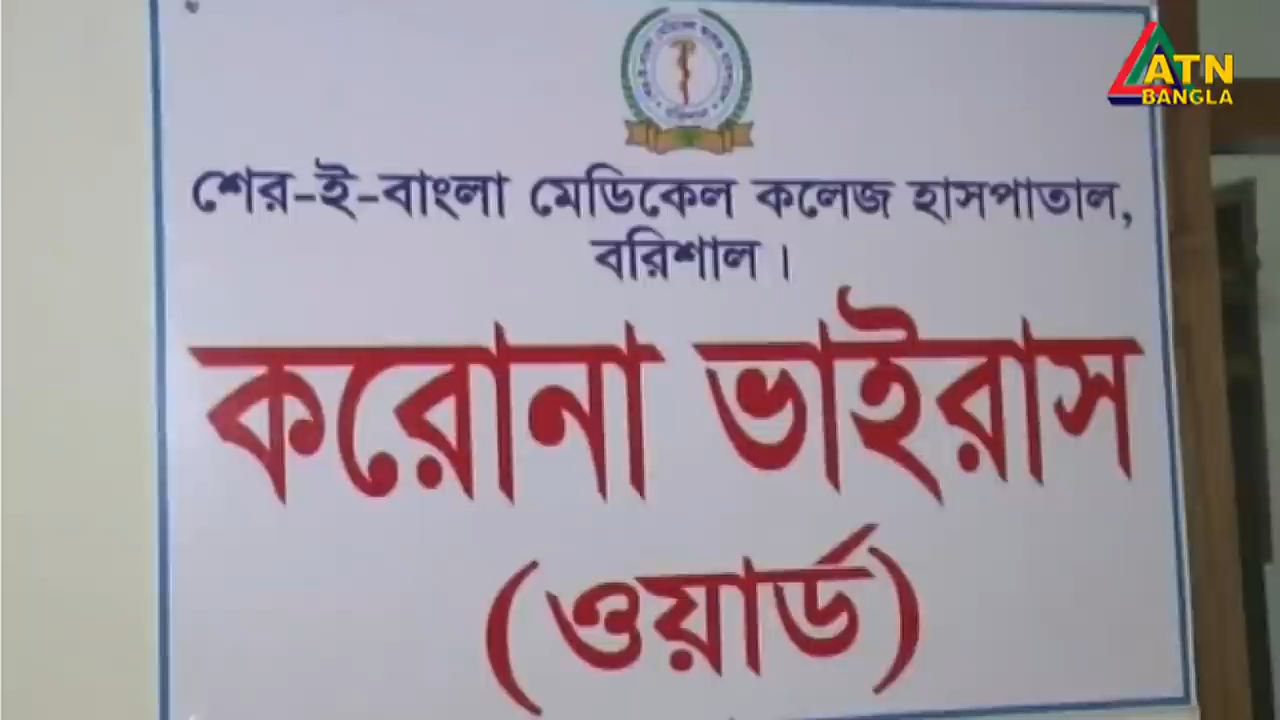 ATN
BANGLA
শের-ই-বাংলা মেডিকেল কলেজ হাসপাতাল,
বরিশাল।
করোনা ভাইরাস
(ওয়ার্ড)